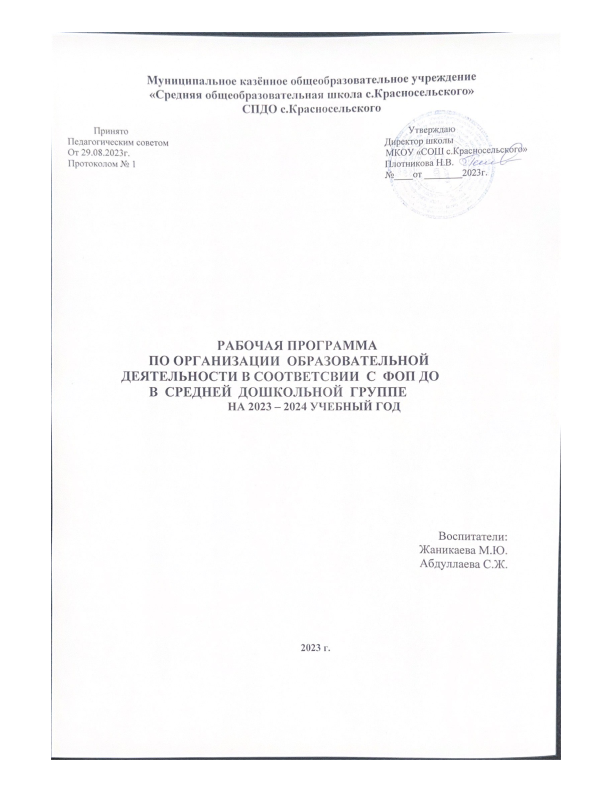 Муниципальное казённое общеобразовательное учреждение
«Средняя общеобразовательная школа с.Красносельского»
СПДО с.Красносельского
Принято
Педагогическим советом
От 29.08.2023г.
Протоколом № 1
Утверждаю
Директор школы
МКОУ «СОШ с.Красносельского»
Плотникова Н.В.
№____от ________2023г.
РАБОЧАЯ ПРОГРАММА
ПО ОРГАНИЗАЦИИ ОБРАЗОВАТЕЛЬНОЙ
ДЕЯТЕЛЬНОСТИ В СООТВЕТСВИИ С ФОП ДО
В СРЕДНЕЙ ДОШКОЛЬНОЙ ГРУППЕ
НА 2023 – 2024 УЧЕБНЫЙ ГОД
Воспитатели:
Жаникаева М.Ю.
Абдуллаева С.Ж.
2023 г.